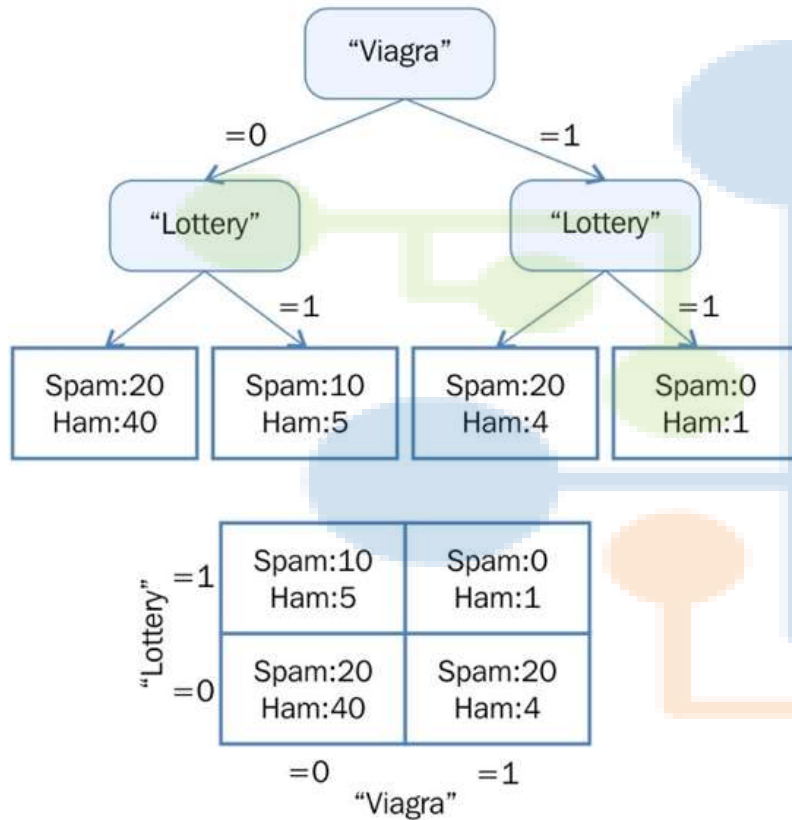 “Viagra”
=0
=1
“Lottery”
“Lottery”
=1
=1
Spam:20
Ham:40
Spam:10
Ham:5
Spam:20
Ham:4
Spam:0
Ham:1
“Lottery”
=1
Spam:10
Ham:5
Spam:0
Ham:1
=0
Spam:20
Ham:40
Spam:20
Ham:4
=0
=1
“Viagra”